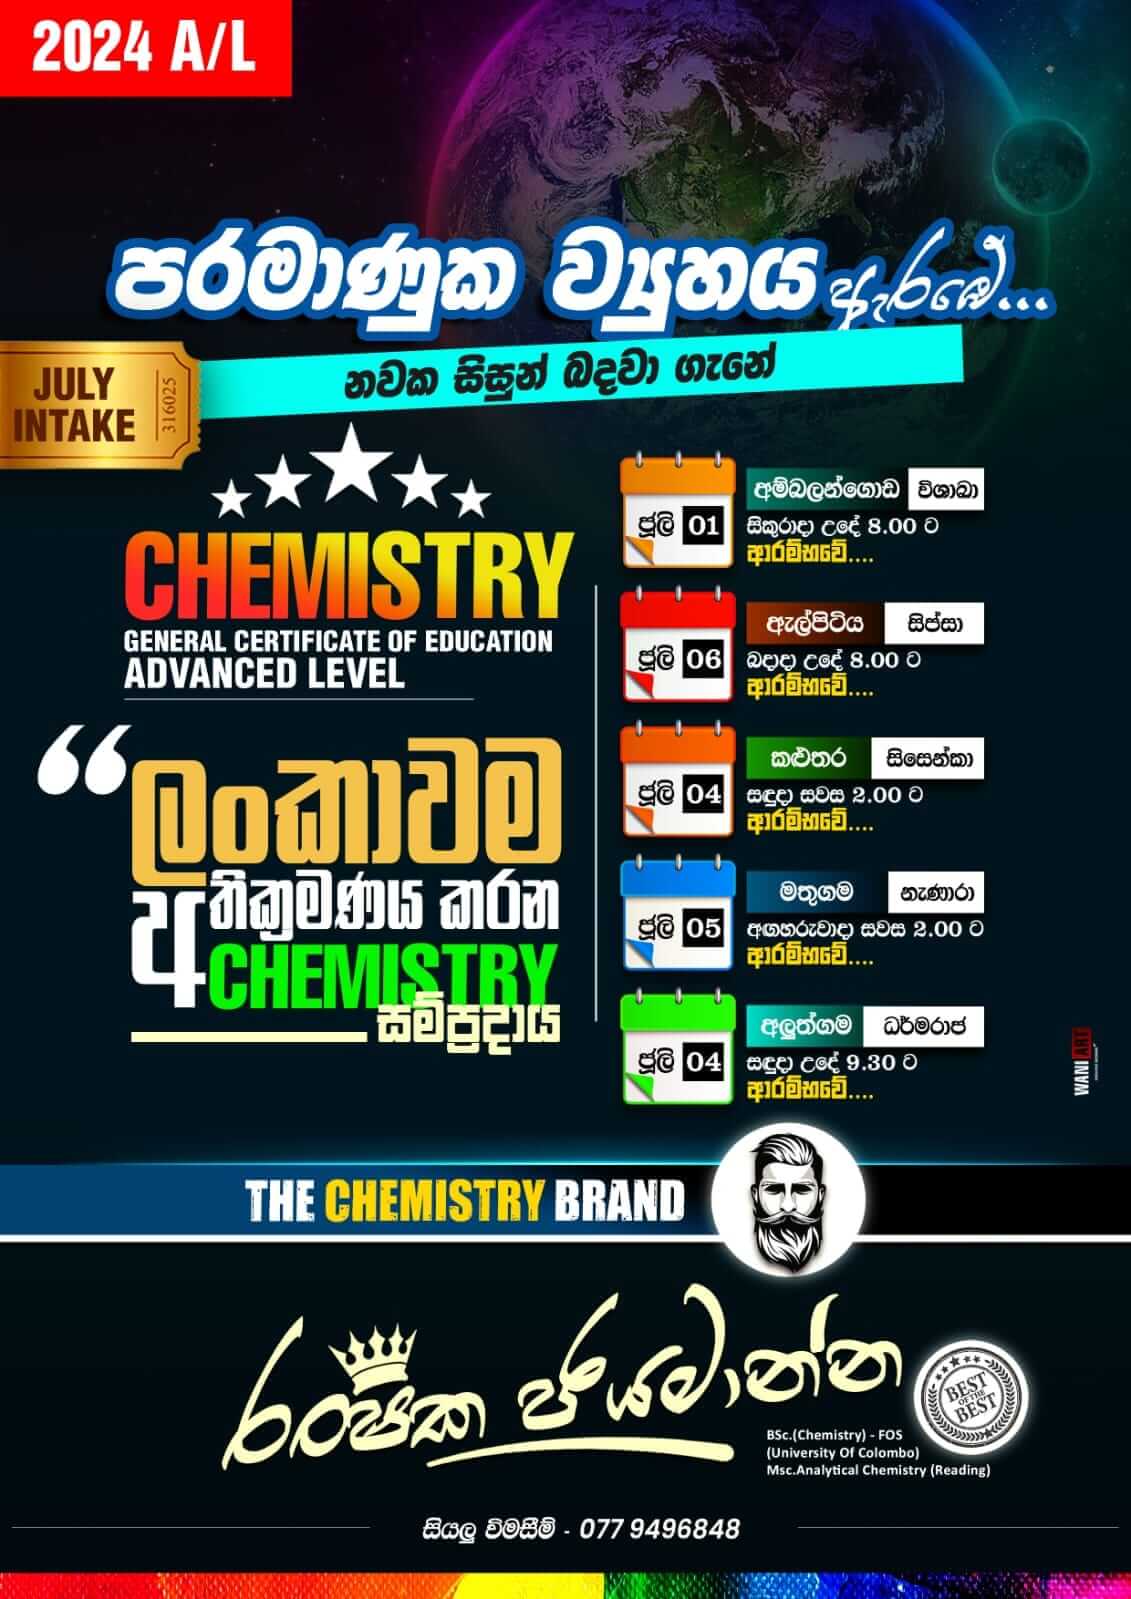 2024 A/L
පරමාණුක ව්‍යුහය ඇරඹේ...
නවක සිසුන් බඳවා ගැනේ
JULY
INTAKE
316025
CHEMISTRY
GENERAL CERTIFICATE OF EDUCATION
ADVANCED LEVEL
“ලංකාවම
අතික්‍රමණය කරන
CHEMISTRY
සම්ප්‍රදාය
ජූලි 01
අම්බලන්ගොඩ විශාඛා
සිකුරාදා උදේ 8.00 ට
ආරම්භවේ....
ජූලි 06
ඇල්පිටිය සිප්සා
බදාදා උදේ 8.00 ට
ආරම්භවේ....
ජූලි 04
කළුතර සිසෙන්කා
සඳුදා සවස 2.00 ට
ආරම්භවේ....
ජූලි 05
මතුගම නැණාරා
අඟහරුවාදා සවස 2.00 ට
ආරම්භවේ....
ජූලි 04
අලුත්ගම ධර්මරාජ
සඳුදා උදේ 9.30 ට
ආරම්භවේ....
WANI ART
THE CHEMISTRY BRAND
රංෂක ජයමාන්න
BEST
OF THE
BEST
BSc.(Chemistry) - FOS
(University Of Colombo)
Msc.Analytical Chemistry (Reading)
සියලු විමසීම් - 077 9496848